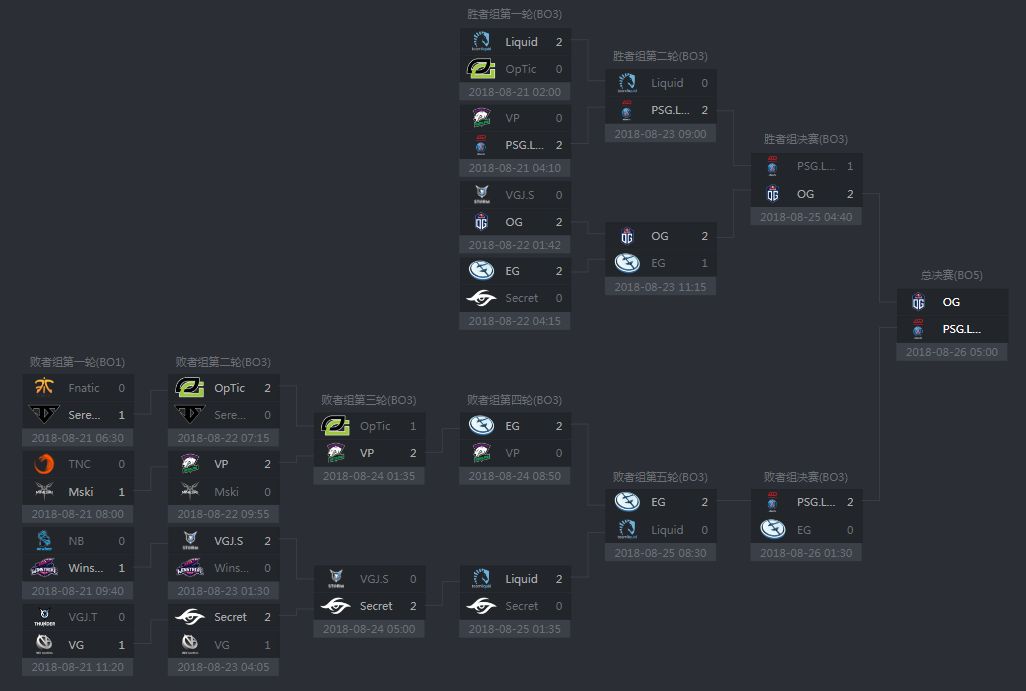 胜者组第一轮(BO3)
Liquid 2
OpTic 0
2018-08-21 02:00
VP 0
PSG.L... 2
2018-08-21 04:10
VGJ.S 0
OG 2
2018-08-22 01:42
EG 2
Secret 0
2018-08-22 04:15
胜者组第二轮(BO3)
Liquid 0
PSG.L... 2
2018-08-23 09:00
OG 2
EG 1
2018-08-23 11:15
胜者组决赛(BO3)
PSG.L... 1
OG 2
2018-08-25 04:40
总决赛(BO5)
OG
PSG.L...
2018-08-26 05:00
败者组第一轮(BO1)
Fnatic 0
Sere... 1
2018-08-21 06:30
TNC 0
Mski 1
2018-08-21 08:00
NB 0
Wins... 1
2018-08-21 09:40
VGJ.T 0
VG 1
2018-08-21 11:20
败者组第二轮(BO3)
OpTic 2
Sere... 0
2018-08-22 07:15
VP 2
Mski 0
2018-08-22 09:55
VGJ.S 2
Wins... 0
2018-08-23 01:30
Secret 2
VG 1
2018-08-23 04:05
败者组第三轮(BO3)
OpTic 1
VP 2
2018-08-24 01:35
VGJ.S 0
Secret 2
2018-08-24 05:00
败者组第四轮(BO3)
EG 2
VP 0
2018-08-24 08:50
Liquid 2
Secret 0
2018-08-25 01:35
败者组第五轮(BO3)
EG 2
Liquid 0
2018-08-25 08:30
败者组决赛(BO3)
PSG.L... 2
EG 0
2018-08-26 01:30